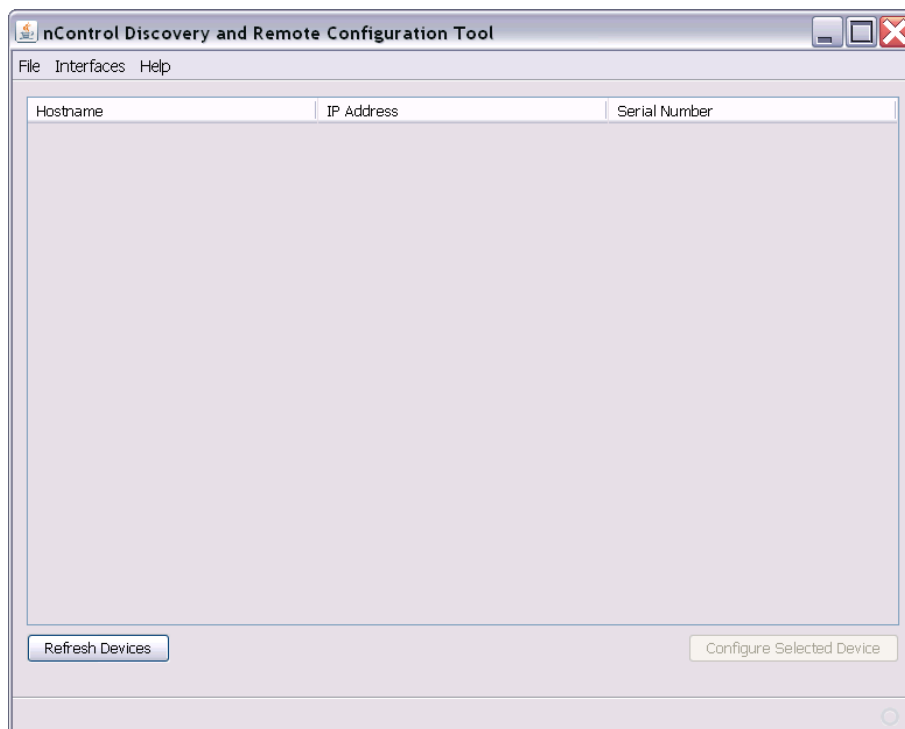 nControl Discovery and Remote Configuration Tool
File Interfaces Help
Hostname IP Address Serial Number
Refresh Devices Configure Selected Device